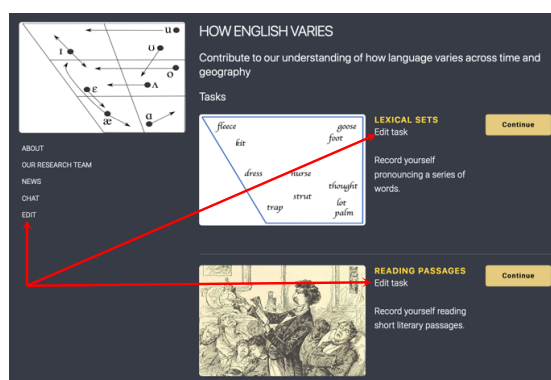 HOW ENGLISH VARIES
Contribute to our understanding of how language varies across time and
geography
Tasks
u
ɪ
ʊ
o
ɛ
ʌ
æ
ɑ
ABOUT
OUR RESEARCH TEAM
NEWS
CHAT
EDIT
fleece
goose
kit
foot
dress
nurse
thought
strut
trap
lot
palm
LEXICAL SETS
Edit task
Record yourself
pronouncing a series of
words.
Continue
READING PASSAGES
Edit task
Record yourself reading
short literary passages.
Continue